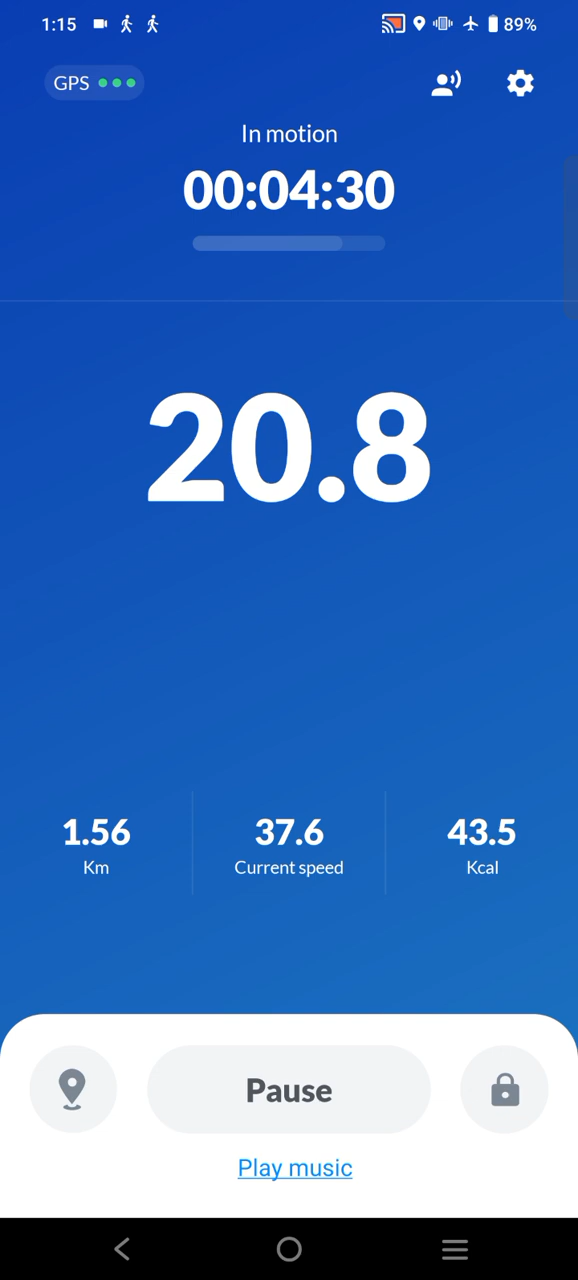 1:15 89%
GPS
In motion
00:04:30
20.8
1.56 37.6 43.5
Km Current speed Kcal
Pause
Play music